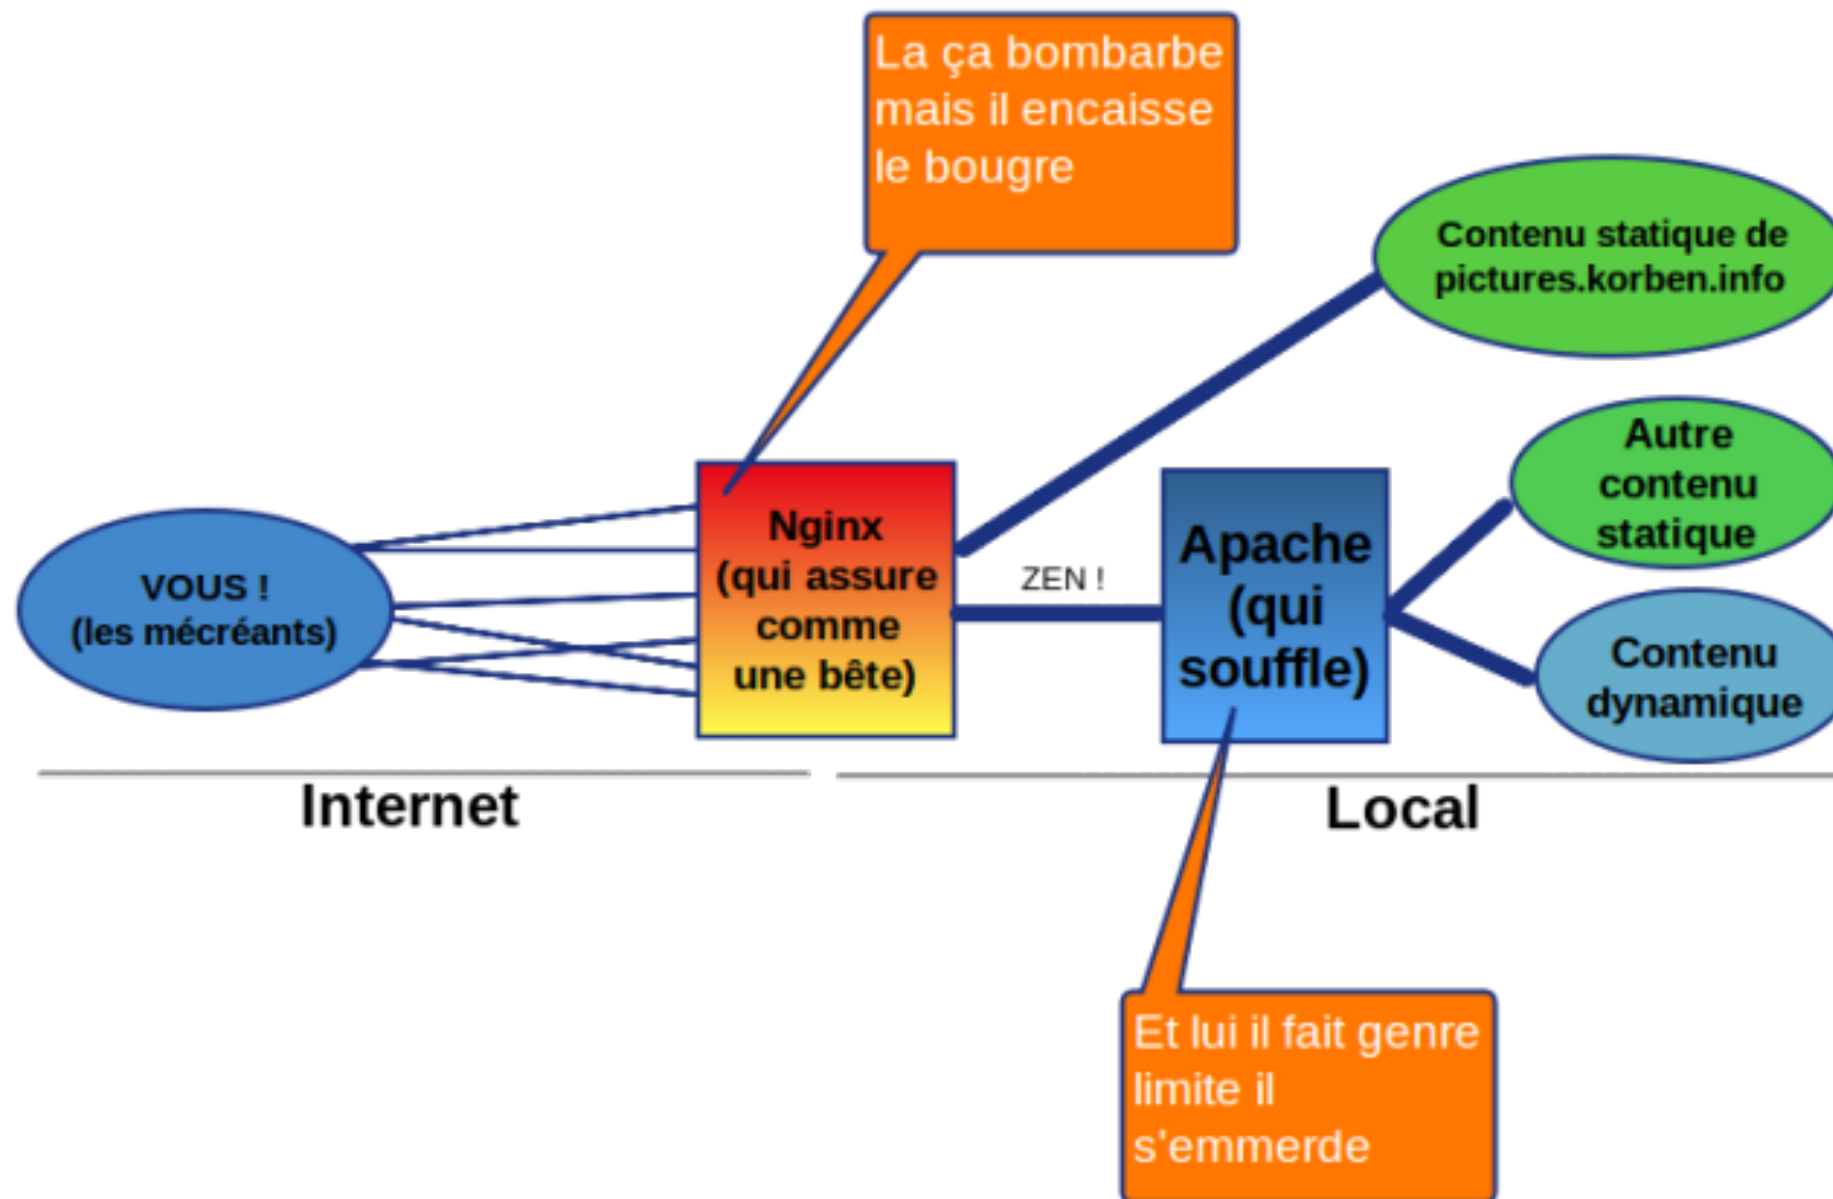 La ça bombarbe
mais il encaisse
le bougre
Contenu statique de
pictures.korben.info
Autre
contenu
statique
Nginx
(qui assure
comme
une bête)
ZEN !
Apache
(qui
souffle)
VOUS !
(les mécréants)
Contenu
dynamique
Internet
Local
Et lui il fait genre
limite il
s'emmerde